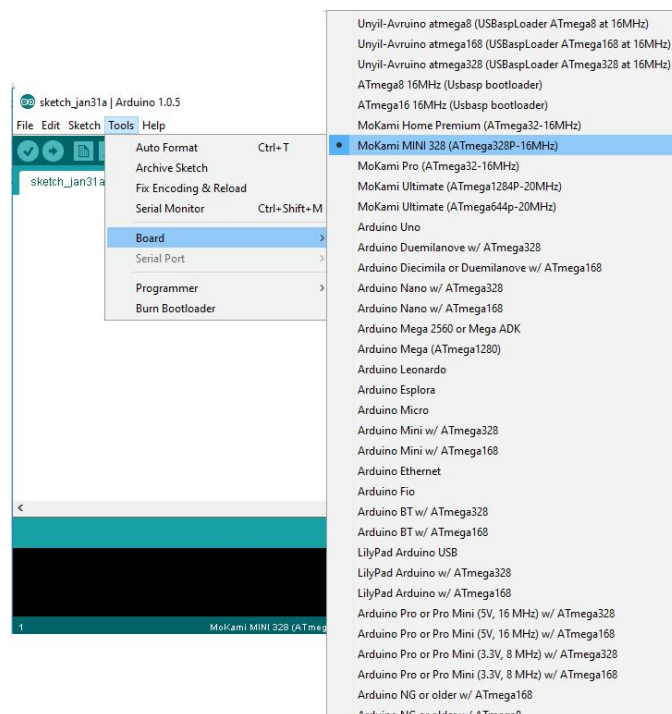 sketch_jan31a | Arduino 1.0.5
File Edit Sketch Tools Help
sketch_jan31a
Auto Format Ctrl+T
Archive Sketch
Fix Encoding & Reload
Serial Monitor Ctrl+Shift+M
Board
Serial Port
Programmer
Burn Bootloader
Unyil-Avruino atmega8 (USBaspLoader ATmega8 at 16MHz)
Unyil-Avruino atmega168 (USBaspLoader ATmega168 at 16MHz)
Unyil-Avruino atmega328 (USBaspLoader ATmega328 at 16MHz)
ATmega8 16MHz (Usbasp bootloader)
ATmega16 16MHz (Usbasp bootloader)
MoKami Home Premium (ATmega32-16MHz)
MoKami MINI 328 (ATmega328P-16MHz)
MoKami Pro (ATmega32-16MHz)
MoKami Ultimate (ATmega1284P-20MHz)
MoKami Ultimate (ATmega644p-20MHz)
Arduino Uno
Arduino Duemilanove w/ ATmega328
Arduino Diecimila or Duemilanove w/ ATmega168
Arduino Nano w/ ATmega328
Arduino Nano w/ ATmega168
Arduino Mega 2560 or Mega ADK
Arduino Mega (ATmega1280)
Arduino Leonardo
Arduino Esplora
Arduino Micro
Arduino Mini w/ ATmega328
Arduino Mini w/ ATmega168
Arduino Ethernet
Arduino Fio
Arduino BT w/ ATmega328
Arduino BT w/ ATmega168
LilyPad Arduino USB
LilyPad Arduino w/ ATmega328
LilyPad Arduino w/ ATmega168
Arduino Pro or Pro Mini (5V, 16 MHz) w/ ATmega328
Arduino Pro or Pro Mini (5V, 16 MHz) w/ ATmega168
Arduino Pro or Pro Mini (3.3V, 8 MHz) w/ ATmega328
Arduino Pro or Pro Mini (3.3V, 8 MHz) w/ ATmega168
Arduino NG or older w/ ATmega168
Arduino NG or older w/ ATmega8
1 MoKami MINI 328 (ATmeg